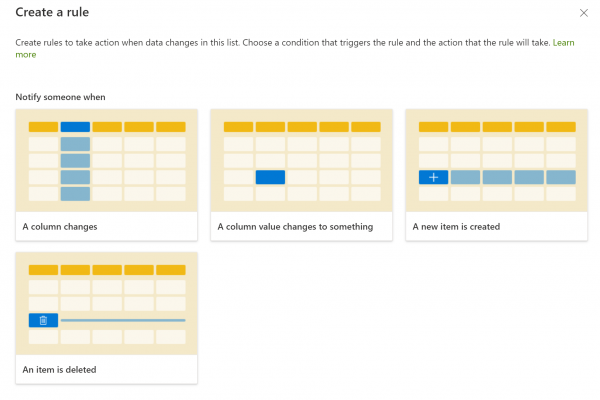 Create a rule
Create rules to take action when data changes in this list. Choose a condition that triggers the rule and the action that the rule will take. Learn
more
Notify someone when
A column changes
A column value changes to something
A new item is created
An item is deleted